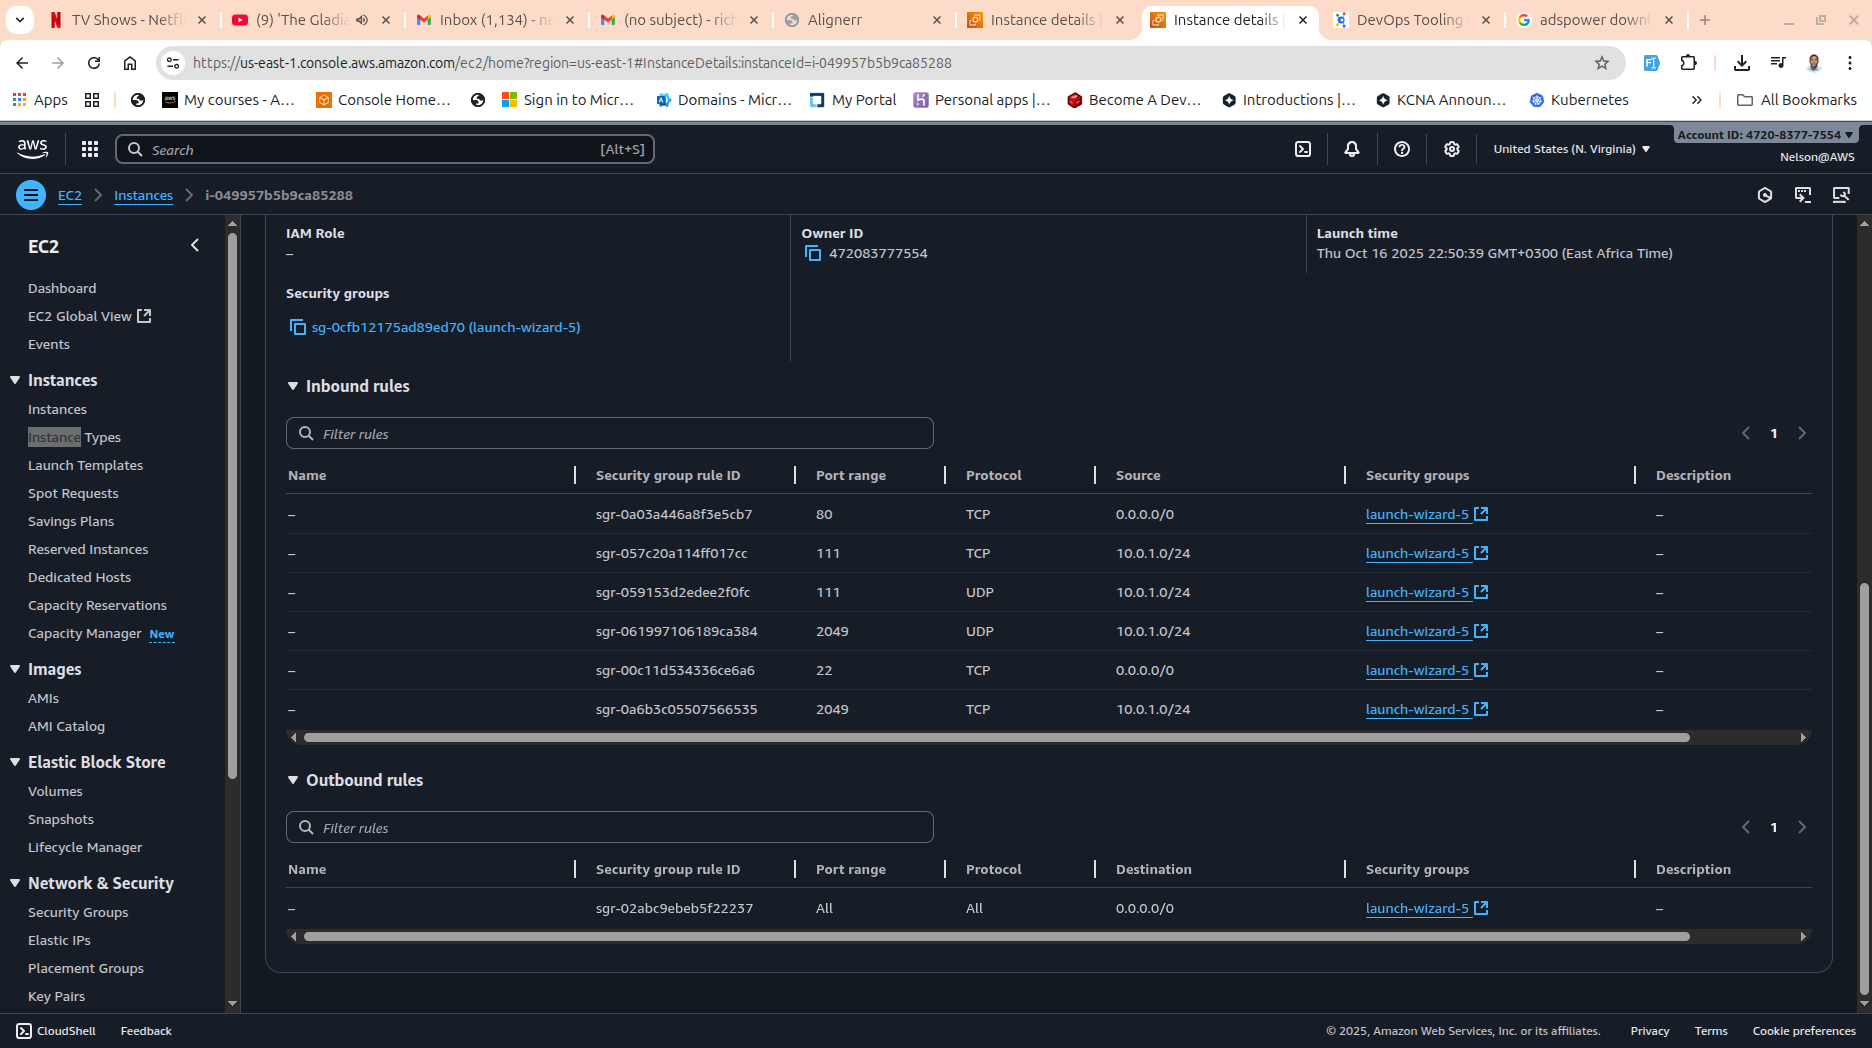 TV Shows - Netfl
(9) 'The Gladia
Inbox (1,134) - ne
(no subject) - rich
Alignerr
Instance details
Instance details
DevOps Tooling
adspower downl
https://us-east-1.console.aws.amazon.com/ec2/home?region=us-east-1#InstanceDetails:instanceId=i-049957b5b9ca85288
Apps
My courses - A...
Console Home...
Sign in to Micr...
Domains - Micr...
My Portal
Personal apps |...
Become A Dev...
Introductions |...
KCNA Announ...
Kubernetes
All Bookmarks
aws
Search
[Alt+S]
United States (N. Virginia)
Account ID: 4720-8377-7554
Nelson@AWS
EC2
Instances
i-049957b5b9ca85288
EC2
Dashboard
EC2 Global View
Events
Instances
Instances
Instance Types
Launch Templates
Spot Requests
Savings Plans
Reserved Instances
Dedicated Hosts
Capacity Reservations
Capacity Manager New
Images
AMIs
AMI Catalog
Elastic Block Store
Volumes
Snapshots
Lifecycle Manager
Network & Security
Security Groups
Elastic IPs
Placement Groups
Key Pairs
IAM Role
–
Owner ID
472083777554
Launch time
Thu Oct 16 2025 22:50:39 GMT+0300 (East Africa Time)
Security groups
sg-0cfb12175ad89ed70 (launch-wizard-5)
Inbound rules
Filter rules
1
Name Security group rule ID Port range Protocol Source Security groups Description
– sgr-0a03a446a8f3e5cb7 80 TCP 0.0.0.0/0 launch-wizard-5 –
– sgr-057c20a114ff017cc 111 TCP 10.0.1.0/24 launch-wizard-5 –
– sgr-059153d2edee2f0fc 111 UDP 10.0.1.0/24 launch-wizard-5 –
– sgr-061997106189ca384 2049 UDP 10.0.1.0/24 launch-wizard-5 –
– sgr-00c11d534336ce6a6 22 TCP 0.0.0.0/0 launch-wizard-5 –
– sgr-0a6b3c05507566535 2049 TCP 10.0.1.0/24 launch-wizard-5 –
Outbound rules
Filter rules
1
Name Security group rule ID Port range Protocol Destination Security groups Description
– sgr-02abc9ebeb5f22237 All All 0.0.0.0/0 launch-wizard-5 –
CloudShell
Feedback
© 2025, Amazon Web Services, Inc. or its affiliates.
Privacy
Terms
Cookie preferences